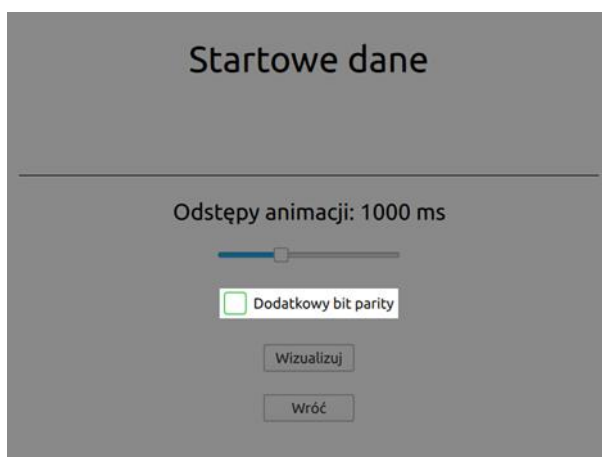 Startowe dane
Odstępy animacji: 1000 ms
Dodatkowy bit parity
Wizualizuj
Wróć